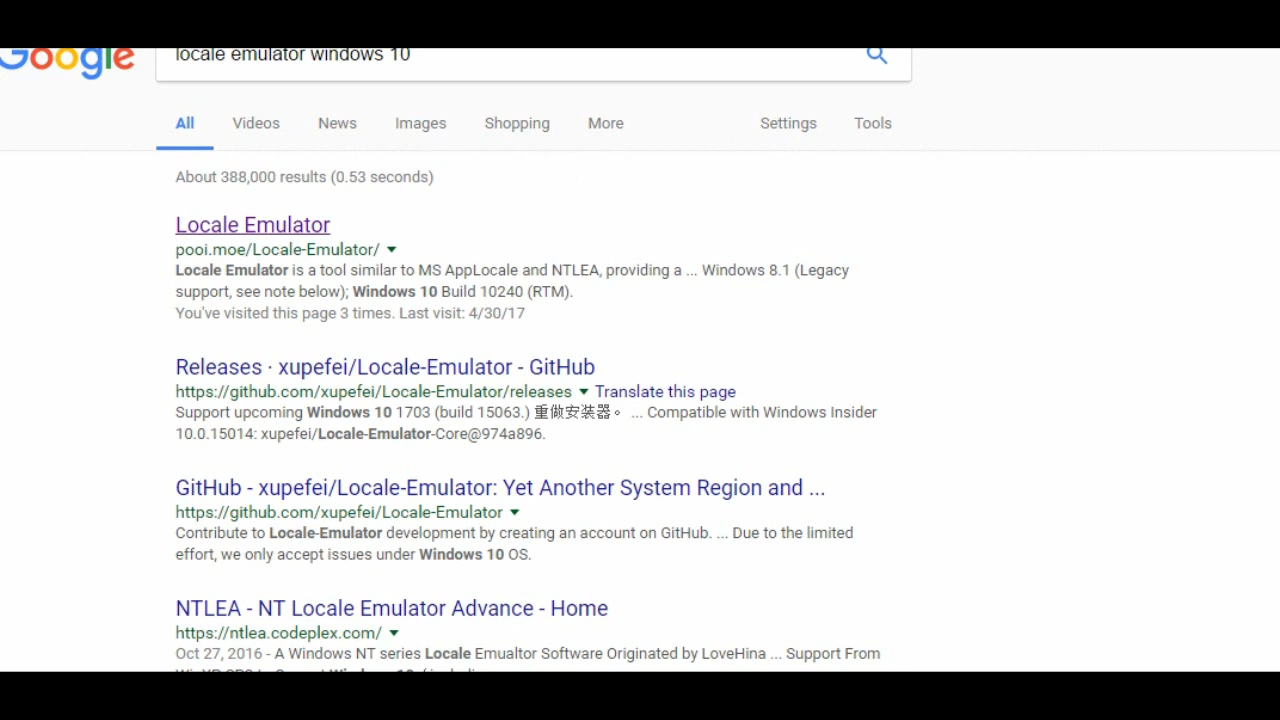 Google
locale emulator windows 10
All Videos News Images Shopping More Settings Tools
About 388,000 results (0.53 seconds)
Locale Emulator
pooi.moe/Locale-Emulator/
Locale Emulator is a tool similar to MS AppLocale and NTLEA, providing a ... Windows 8.1 (Legacy
support, see note below); Windows 10 Build 10240 (RTM).
You've visited this page 3 times. Last visit: 4/30/17
Releases · xupefei/Locale-Emulator - GitHub
https://github.com/xupefei/Locale-Emulator/releases Translate this page
Support upcoming Windows 10 1703 (build 15063.) 重做安装器。 ... Compatible with Windows Insider
10.0.15014: xupefei/Locale-Emulator-Core@974a896.
GitHub - xupefei/Locale-Emulator: Yet Another System Region and ...
https://github.com/xupefei/Locale-Emulator
Contribute to Locale-Emulator development by creating an account on GitHub. ... Due to the limited
effort, we only accept issues under Windows 10 OS.
NTLEA - NT Locale Emulator Advance - Home
https://ntlea.codeplex.com/
Oct 27, 2016 - A Windows NT series Locale Emualtor Software Originated by LoveHina ... Support From